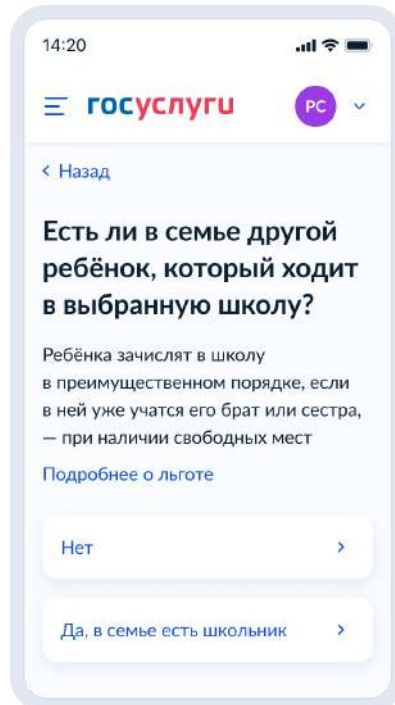 14:20
госуслуги
РС
Назад
Есть ли в семье другой
ребёнок, который ходит
в выбранную школу?
Ребёнка зачислят в школу
в преимущественном порядке, если
в ней уже учатся его брат или сестра,
— при наличии свободных мест
Подробнее о льготе
Нет
Да, в семье есть школьник